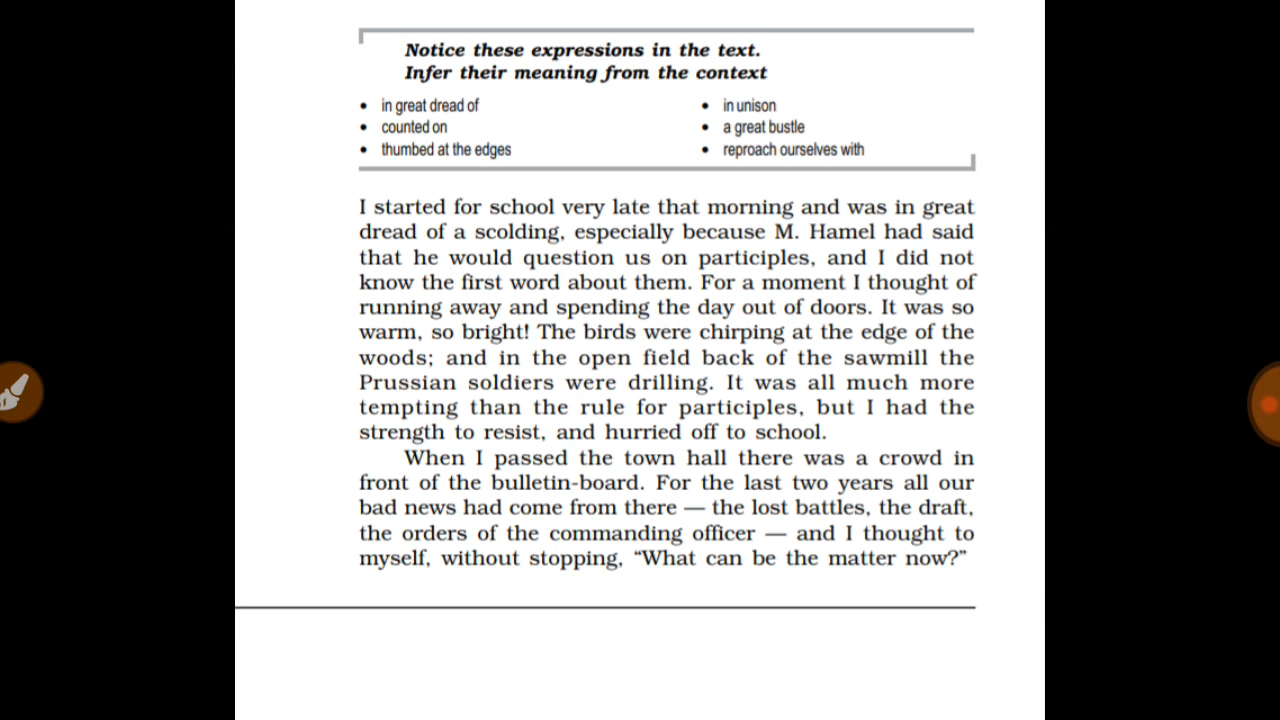 Notice these expressions in the text.
Infer their meaning from the context
• in great dread of
• counted on
• thumbed at the edges
• in unison
• a great bustle
• reproach ourselves with
I started for school very late that morning and was in great
dread of a scolding, especially because M. Hamel had said
that he would question us on participles, and I did not
know the first word about them. For a moment I thought of
running away and spending the day out of doors. It was so
warm, so bright! The birds were chirping at the edge of the
woods; and in the open field back of the sawmill the
Prussian soldiers were drilling. It was all much more
tempting than the rule for participles, but I had the
strength to resist, and hurried off to school.
When I passed the town hall there was a crowd in
front of the bulletin-board. For the last two years all our
bad news had come from there — the lost battles, the draft,
the orders of the commanding officer — and I thought to
myself, without stopping, “What can be the matter now?”